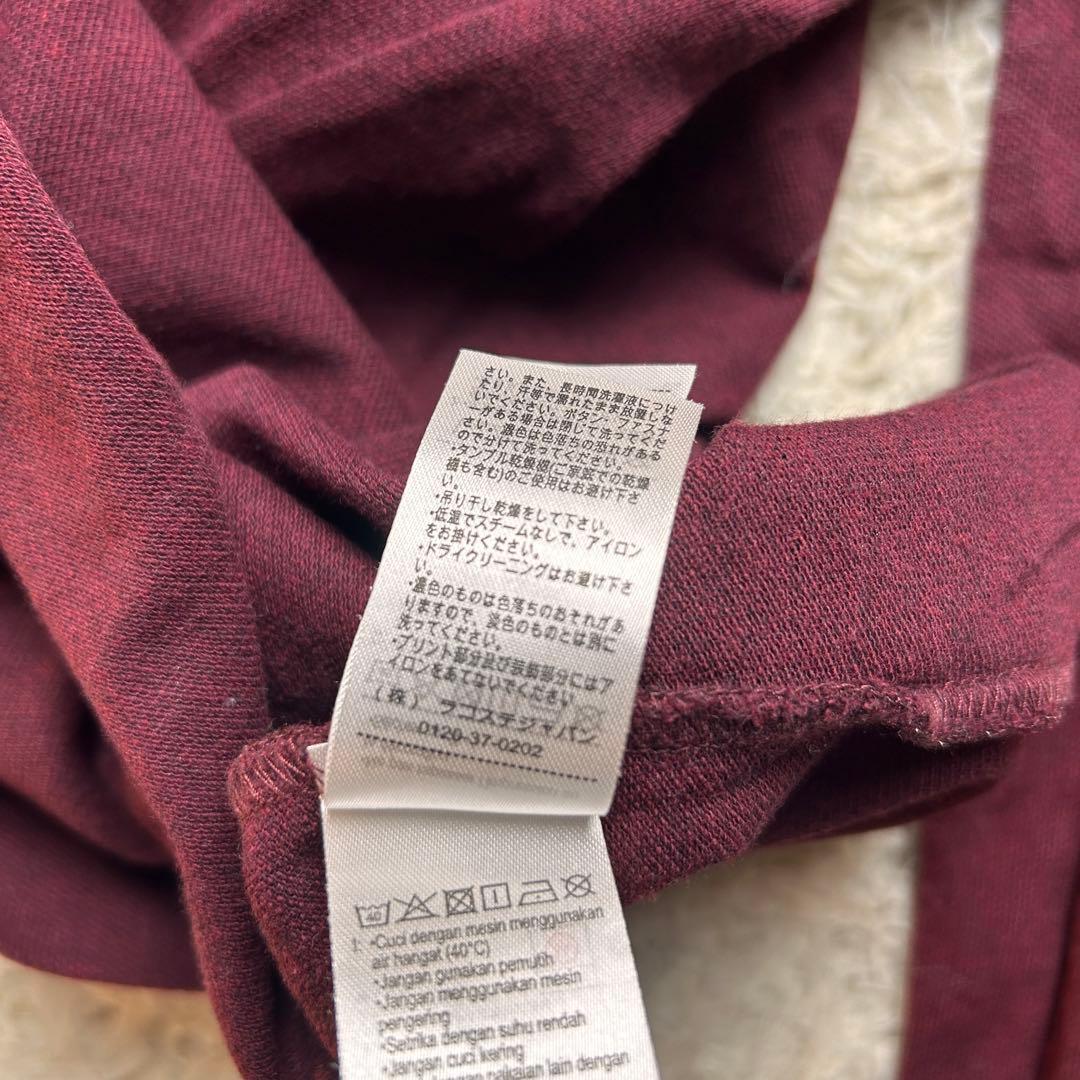 さい。また、長時間洗濯液につけ
たり、汗等で濡れたまま放置しな
いでください。ボタン、ファスナ
ーがある場合は閉じて洗ってくだ
さい。濃色は色落ちの恐れがある
ので分けて洗ってください。
・タンブル乾燥機(ご家庭での乾燥
機も含む)のご使用はお避け下さ
い。
・吊り干し乾燥をして下さい。
・低温でスチームなしで、アイロン
をお掛けください。
・ドライクリーニングはお避け下さ
い。
・濃色のものは色落ちのおそれがあ
りますので、淡色のものとは別に
洗ってください。
・プリント部分及び装飾部分にはア
イロンをあてないでください
(株) ラコステジャパン
0120-37-0202
40
1: •Cuci dengan mesin menggunakan
air hangat (40°C)
•Jangan gunakan pemutih
•Jangan menggunakan mesin
pengering
•Setrika dengan suhu rendah
•Jangan cuci kering
pakaian lain dengan